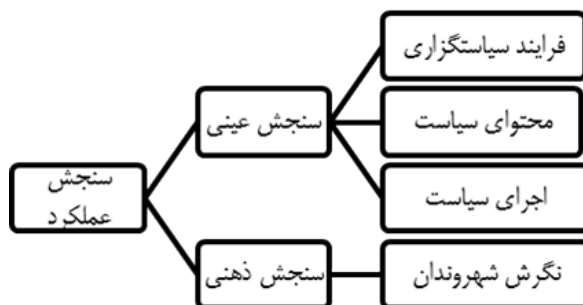 فرایند سیاستگزاری
سنجش عینی
محتوای سیاست
سنجش
عملکرد
اجرای سیاست
سنجش ذهنی
نگرش شهروندان